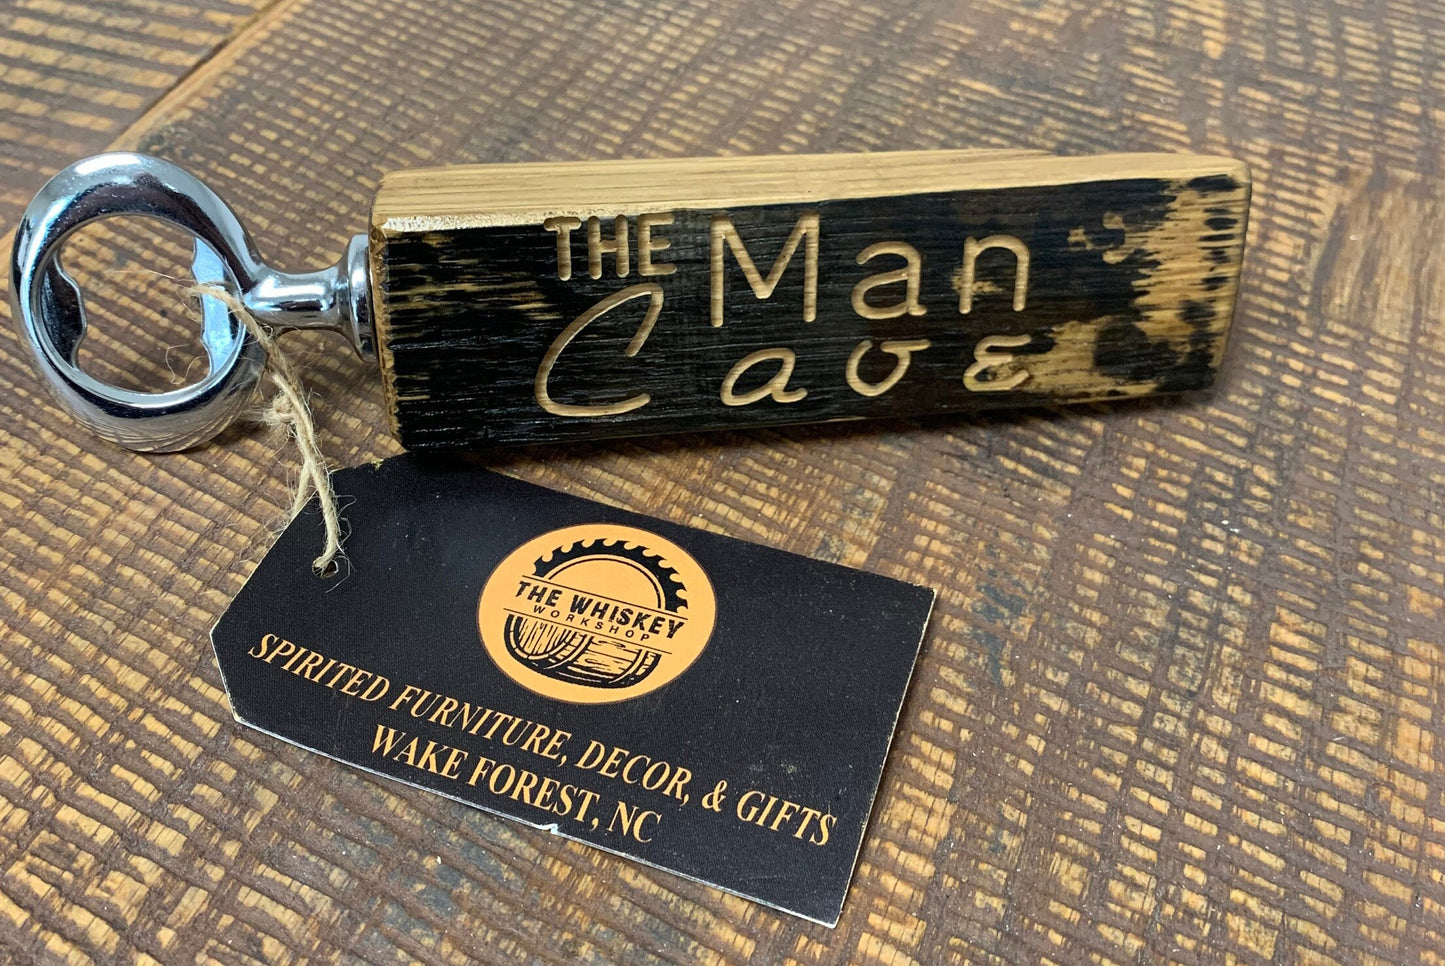 THE Man
Cave
THE WHISKEY
WORKSHOP
SPIRITED FURNITURE, DECOR, & GIFTS
WAKE FOREST, NC